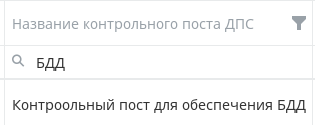 Название контрольного поста ДПС
БДД
Контроольный пост для обеспечения БДД